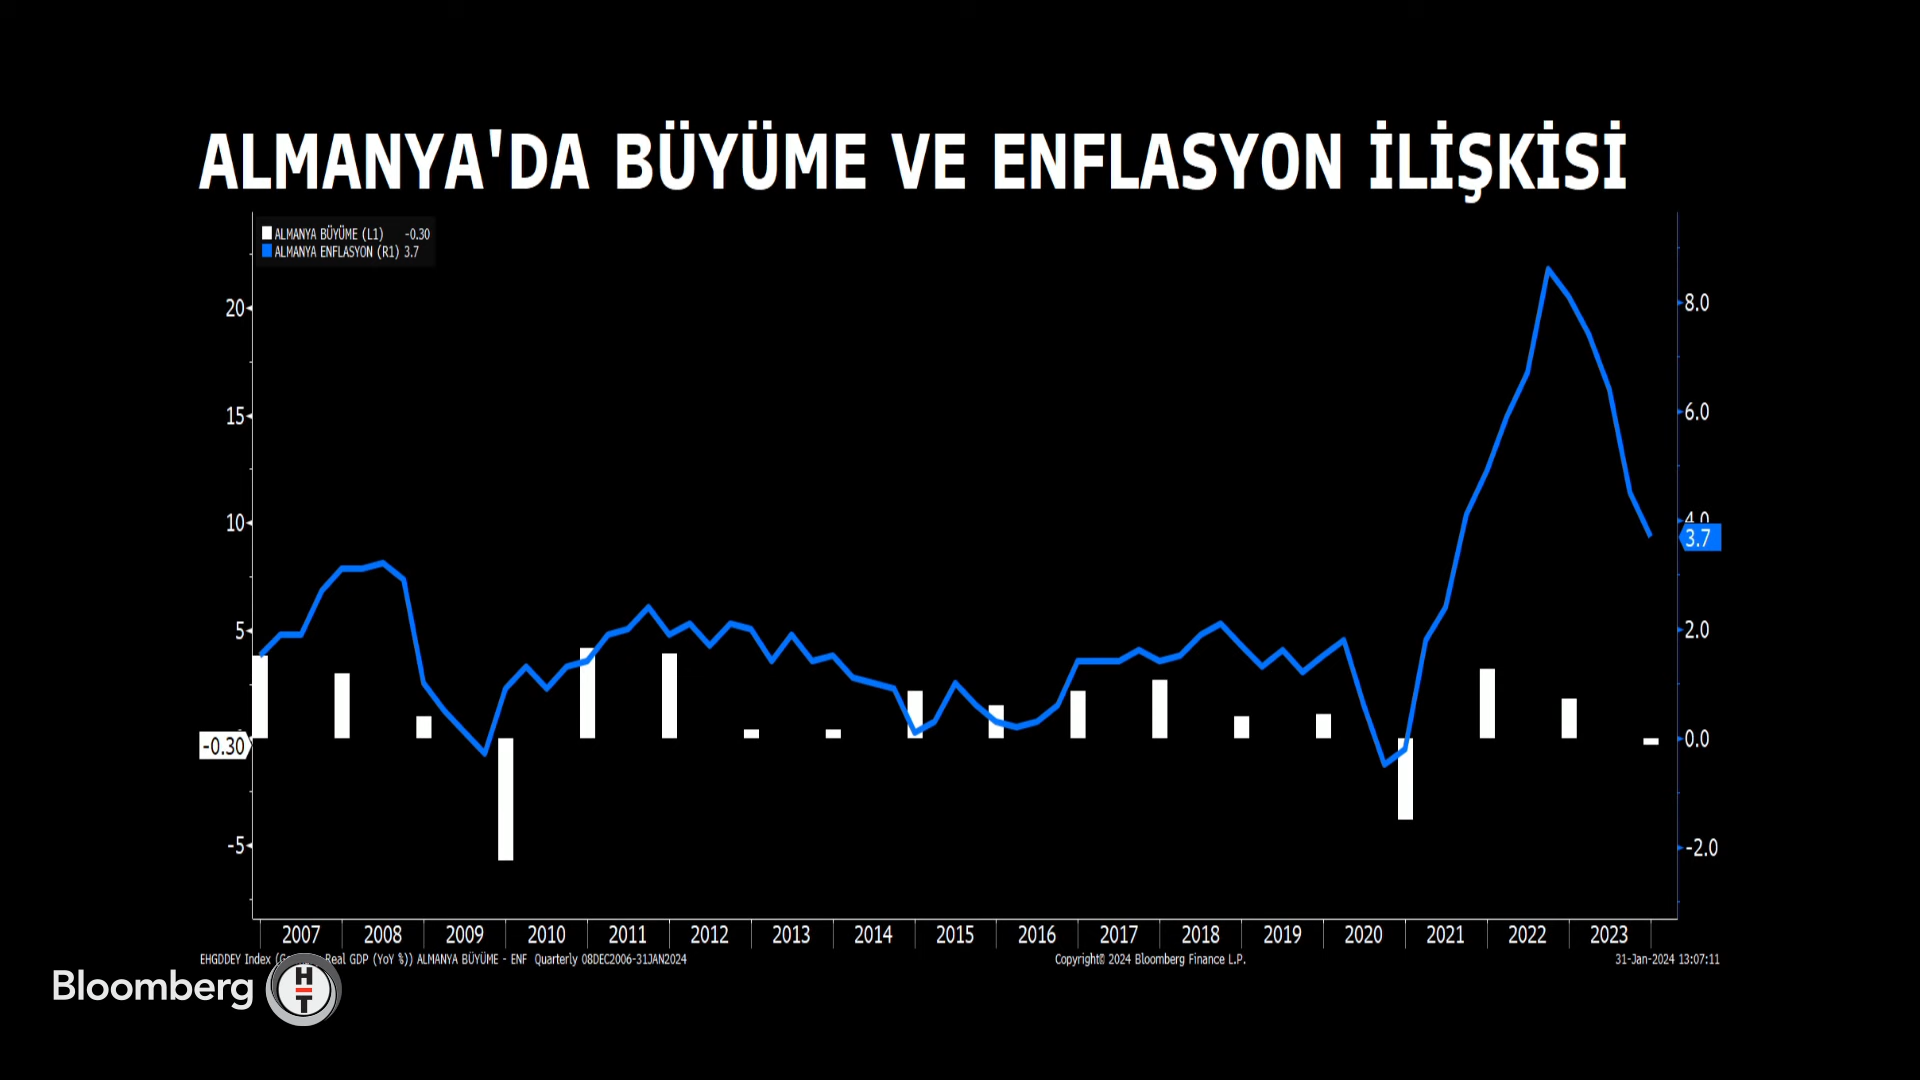 ALMANYA'DA BÜYÜME VE ENFLASYON İLİŞKİSİ
ALMANYA BÜYÜME (L1) -0.30
ALMANYA ENFLASYON (R1) 3.7
20
15
10
5
-0.30
-5
8.0
6.0
4.0
3.7
2.0
0.0
-2.0
2007 2008 2009 2010 2011 2012 2013 2014 2015 2016 2017 2018 2019 2020 2021 2022 2023
EHGDDEY Index ( Real GDP (YoY %)) ALMANYA BÜYÜME - ENF Quarterly 08DEC2006-31JAN2024
Copyright© 2024 Bloomberg Finance L.P.
31-Jan-2024 13:07:11
Bloomberg HT